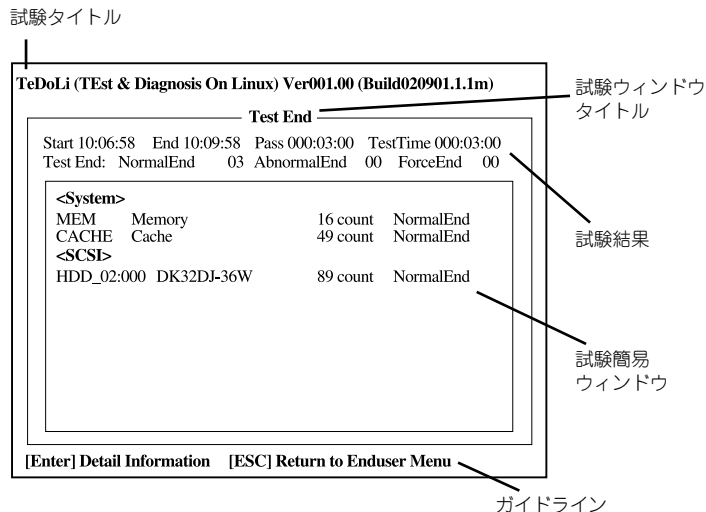 試験タイトル
TeDoLi (TEst & Diagnosis On Linux) Ver001.00 (Build020901.1.1m)
試験ウィンドウ
タイトル
Test End
Start 10:06:58 End 10:09:58 Pass 000:03:00 TestTime 000:03:00
Test End: NormalEnd 03 AbnormalEnd 00 ForceEnd 00
試験結果
<System>
MEM Memory 16 count NormalEnd
CACHE Cache 49 count NormalEnd
<SCSI>
HDD_02:000 DK32DJ-36W 89 count NormalEnd
試験簡易
ウィンドウ
[Enter] Detail Information [ESC] Return to Enduser Menu
ガイドライン